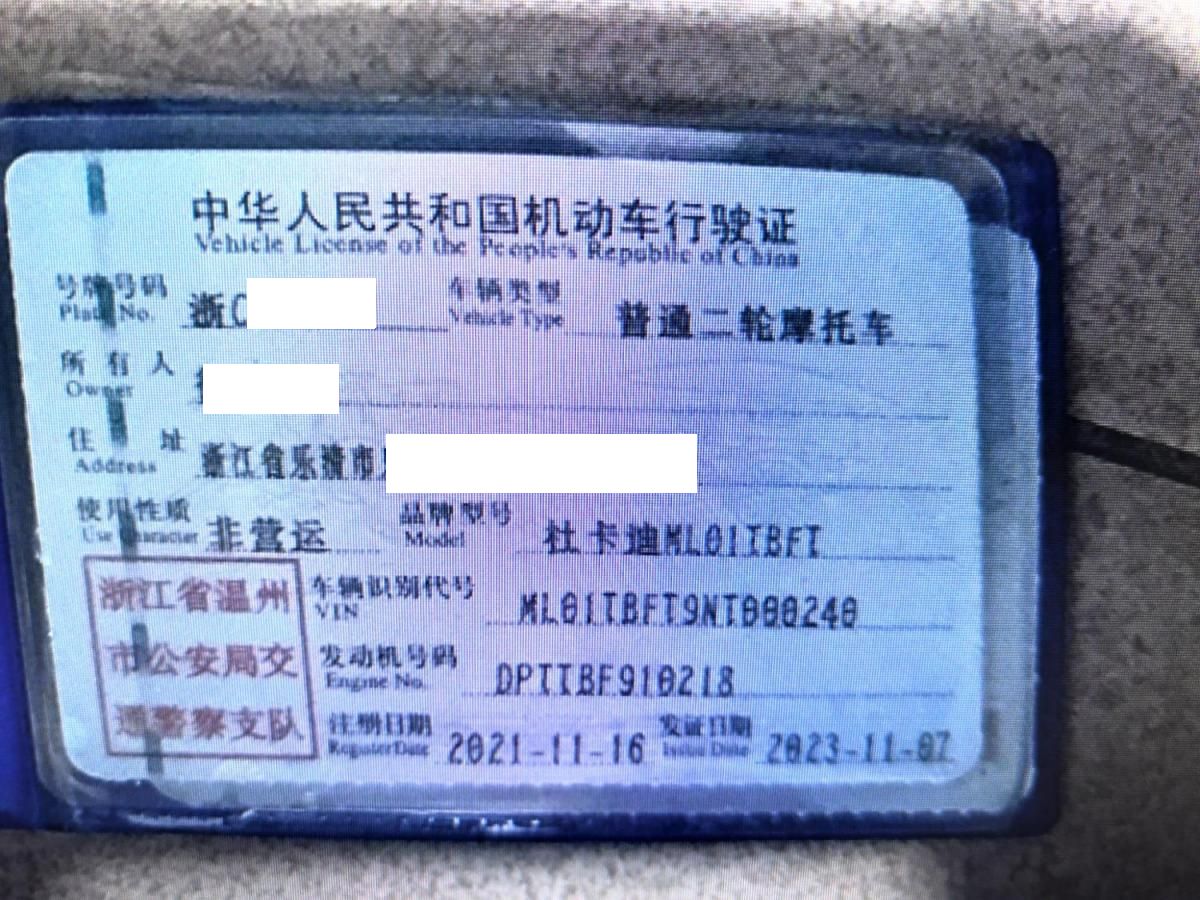 中华人民共和国机动车行驶证
Vehicle License of the People's Republic of China
号牌号码 浙C 车辆类型 普通二轮摩托车
Plate No. Vehicle Type
所有人
Owner
住址 浙江省乐清市
Address
使用性质 非营运 品牌型号 杜卡迪ML01TBFT
Use Character Model
浙江省温州 车辆识别代号 ML01TBFT9NT000240
VIN
市公安局交 发动机号码 DPTTBF910218
Engine No.
通警察支队 注册日期 2021-11-16 发证日期 2023-11-07
Register Date Issue Date